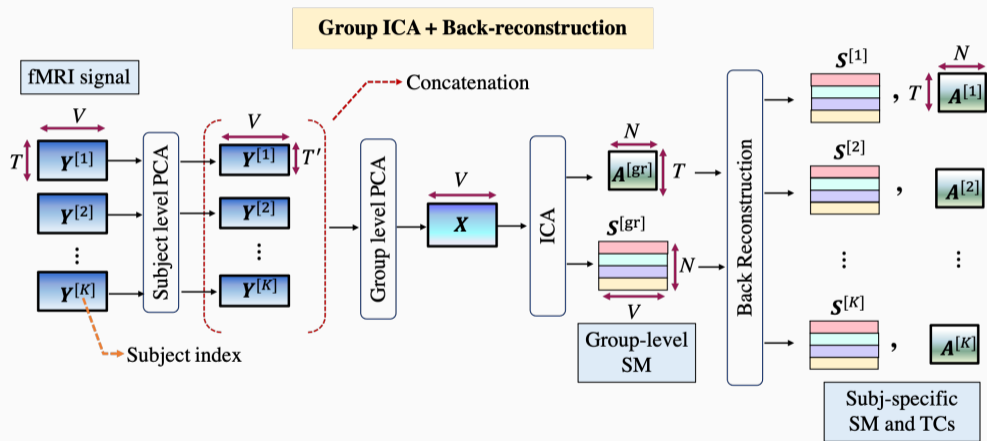 Group ICA + Back-reconstruction
fMRI signal
Concatenation
V
T
Y[1]
Y[2]
⋮
Y[K]
Subject index
Subject level PCA
V
Y[1]
T′
Y[2]
⋮
Y[K]
Group level PCA
V
X
ICA
N
A[gr]
T
S[gr]
N
V
Group-level
SM
Back Reconstruction
S[1]
,
T
N
A[1]
S[2]
,
A[2]
⋮
⋮
S[K]
,
A[K]
Subj-specific
SM and TCs